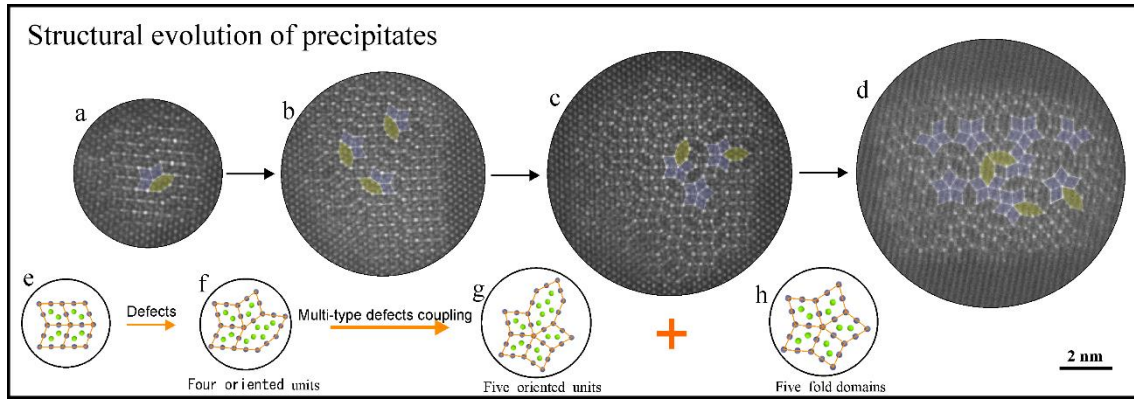 Structural evolution of precipitates
a
b
c
d
e
Defects
f
Multi-type defects coupling
g
h
Four oriented units
Five oriented units
Five fold domains
2 nm